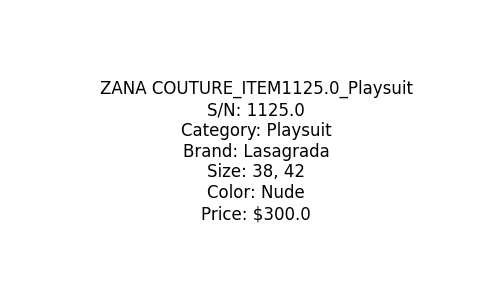 ZANA COUTURE_ITEM1125.0_Playsuit
S/N: 1125.0
Category: Playsuit
Brand: Lasagrada
Size: 38, 42
Color: Nude
Price: $300.0